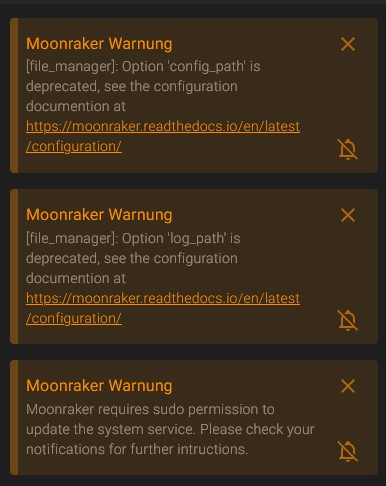 Moonraker Warnung
[file_manager]: Option 'config_path' is
deprecated, see the configuration
documention at
https://moonraker.readthedocs.io/en/latest
/configuration/
Moonraker Warnung
[file_manager]: Option 'log_path' is
deprecated, see the configuration
documention at
https://moonraker.readthedocs.io/en/latest
/configuration/
Moonraker Warnung
Moonraker requires sudo permission to
update the system service. Please check your
notifications for further intructions.